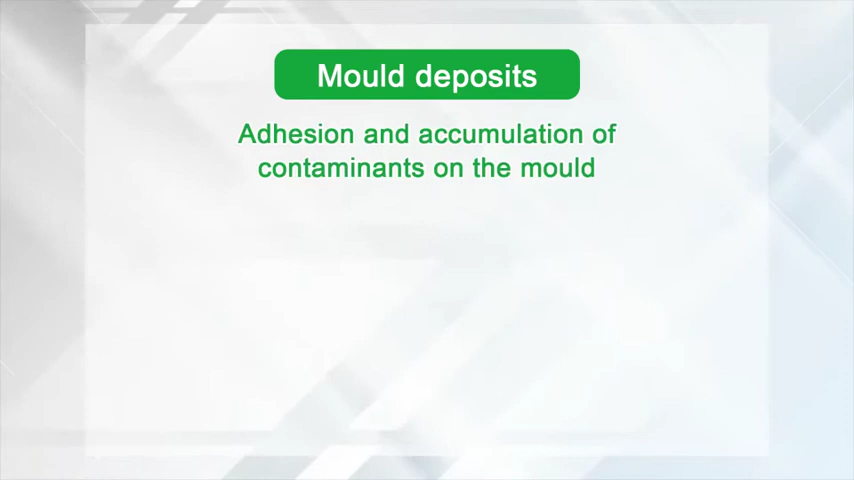 Mould deposits
Adhesion and accumulation of
contaminants on the mould